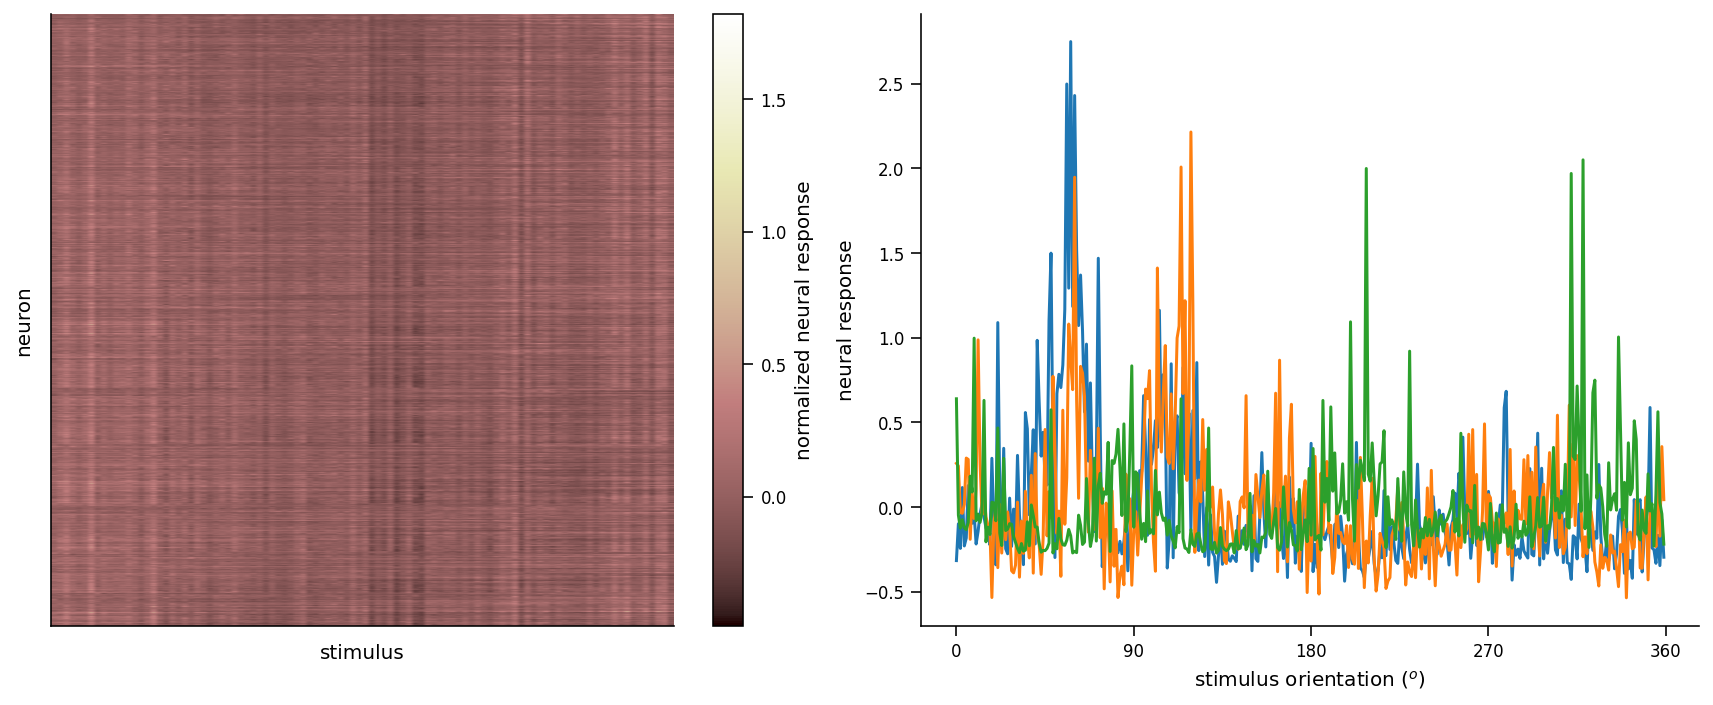 neuron
stimulus
1.5
1.0
0.5
0.0
normalized neural response
neural response
2.5
2.0
1.5
1.0
0.5
0.0
−0.5
0 90 180 270 360
stimulus orientation (º)